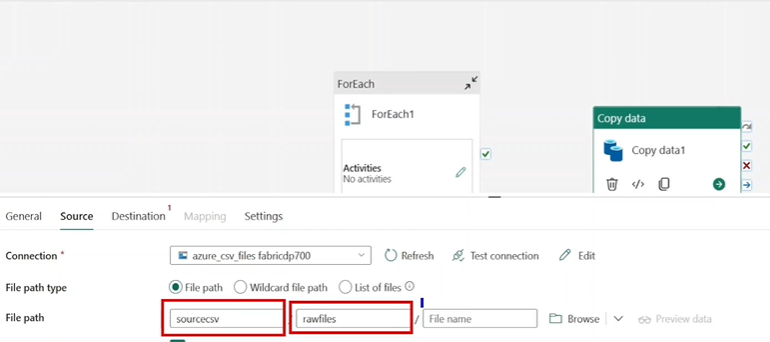 ForEach
ForEach1
Activities
No activities
Copy data
Copy data1
General Source Destination 1 Mapping Settings
Connection * azure_csv_files fabricdp700 Refresh Test connection Edit
File path type File path Wildcard file path List of files
File path sourcecsv / rawfiles / File name Browse Preview data